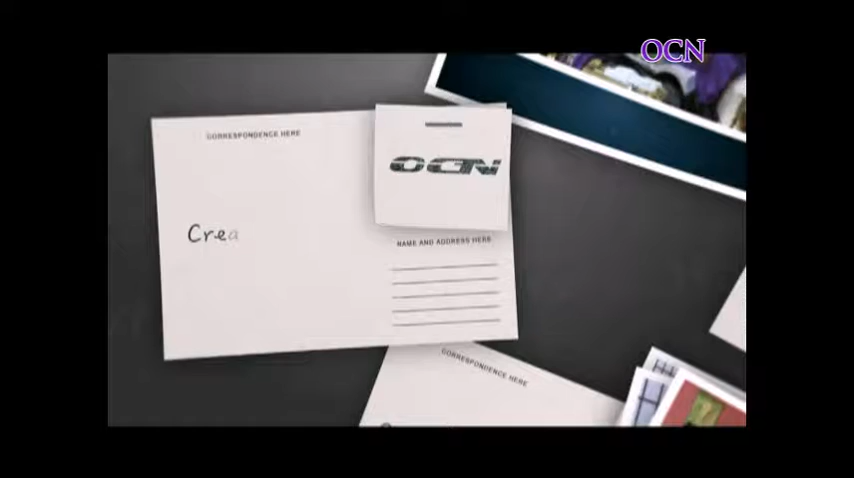 OCN
CORRESPONDENCE HERE
OCN
Crea
NAME AND ADDRESS HERE
CORRESPONDENCE HERE